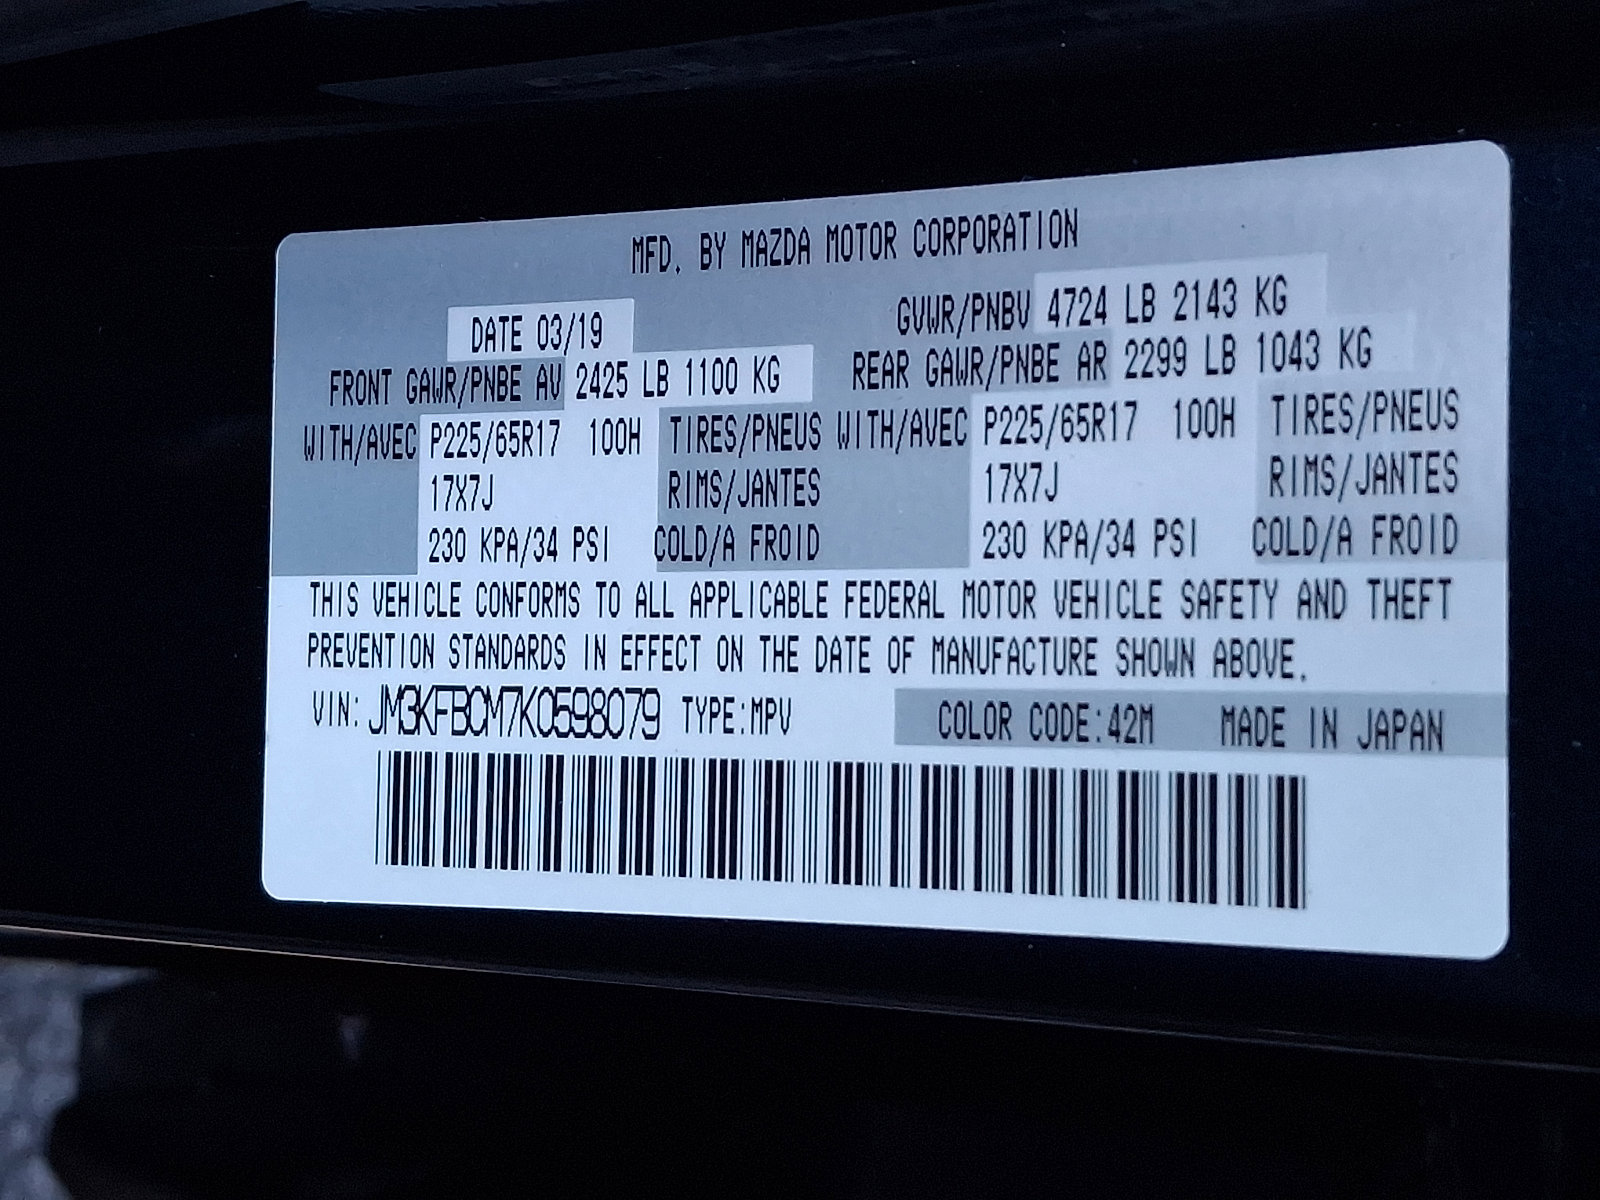 MFD. BY MAZDA MOTOR CORPORATION
DATE 03/19 GVWR/PNBV 4724 LB 2143 KG
FRONT GAWR/PNBE AV 2425 LB 1100 KG REAR GAWR/PNBE AR 2299 LB 1043 KG
WITH/AVEC P225/65R17 100H TIRES/PNEUS WITH/AVEC P225/65R17 100H TIRES/PNEUS
17X7J RIMS/JANTES 17X7J RIMS/JANTES
230 KPA/34 PSI COLD/A FROID 230 KPA/34 PSI COLD/A FROID
THIS VEHICLE CONFORMS TO ALL APPLICABLE FEDERAL MOTOR VEHICLE SAFETY AND THEFT
PREVENTION STANDARDS IN EFFECT ON THE DATE OF MANUFACTURE SHOWN ABOVE.
VIN: JM3KFBCM7K0598079 TYPE:MPV COLOR CODE:42M MADE IN JAPAN